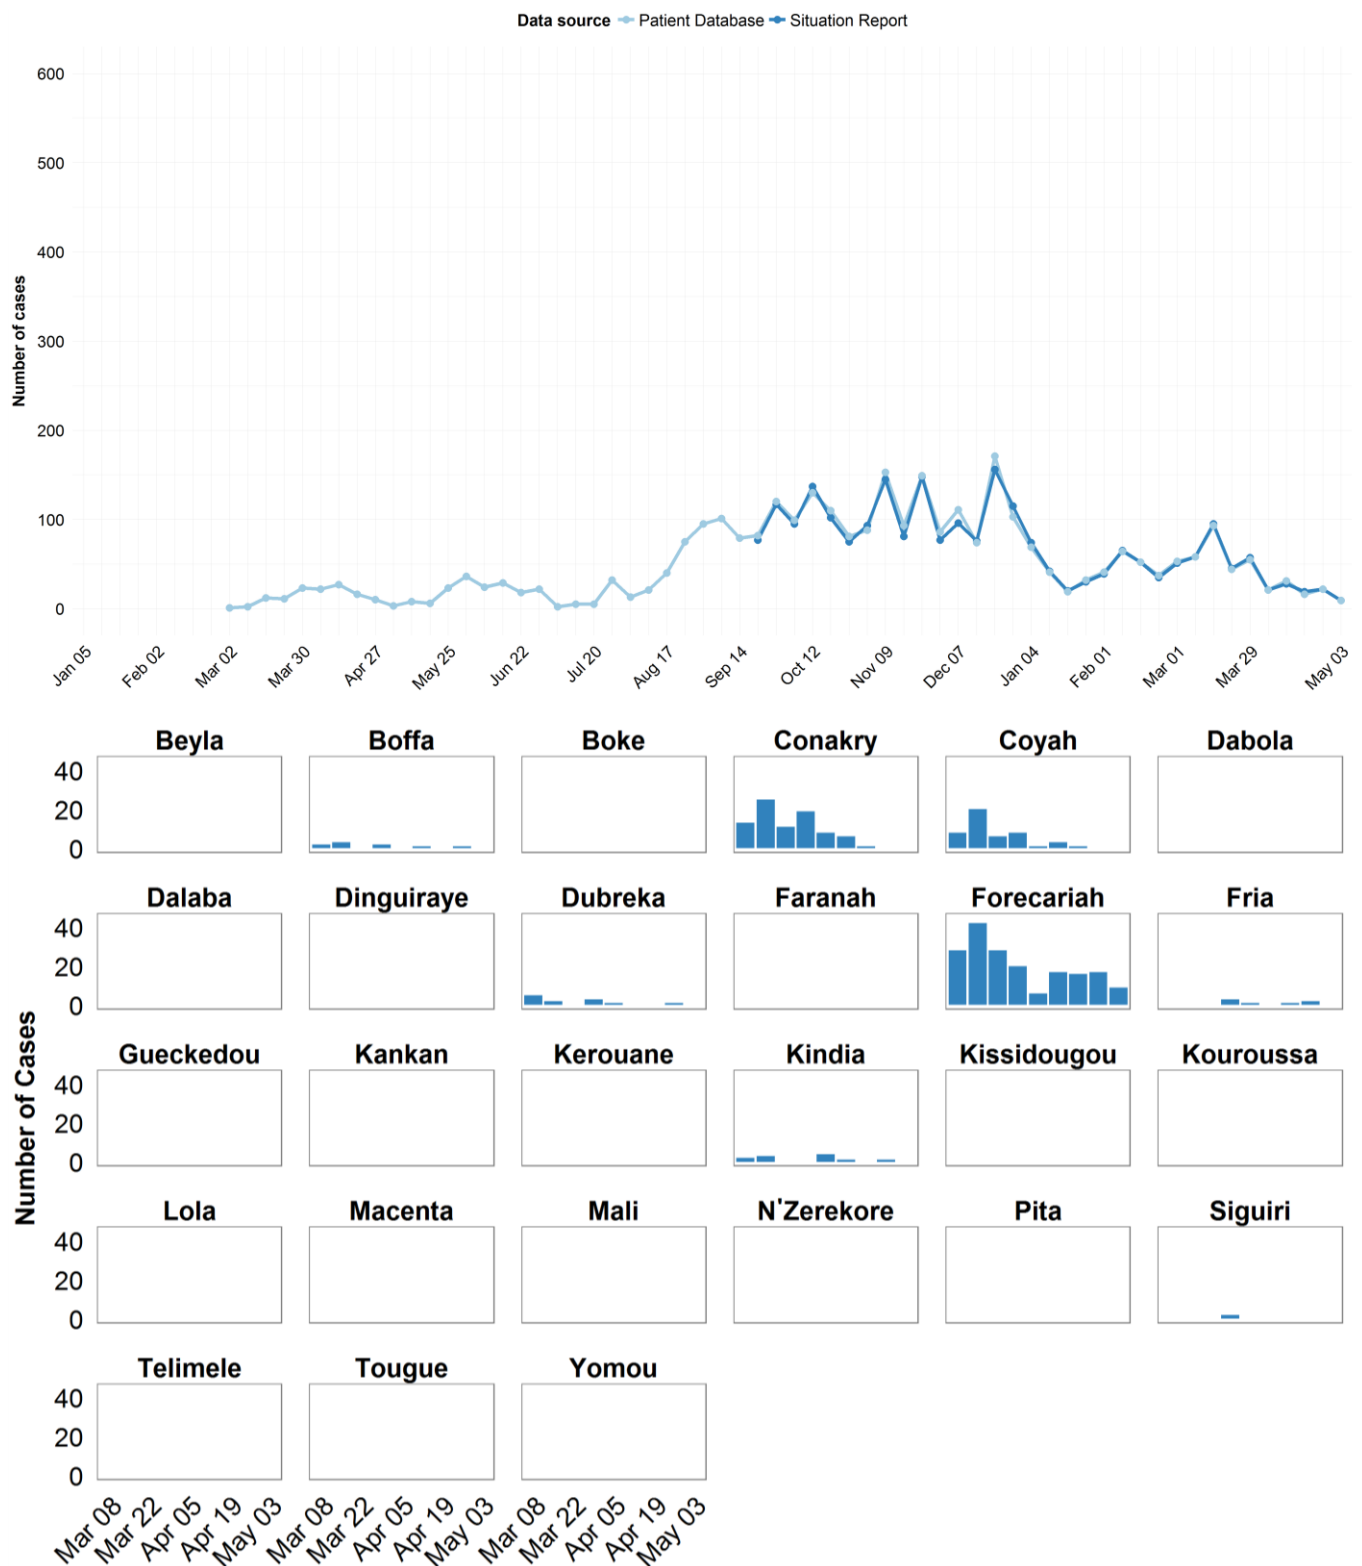 Data source Patient Database Situation Report
600
500
400
300
200
100
0
Number of cases
Jan 05 Feb 02 Mar 02 Mar 30 Apr 27 May 25 Jun 22 Jul 20 Aug 17 Sep 14 Oct 12 Nov 09 Dec 07 Jan 04 Feb 01 Mar 01 Mar 29 May 03
Number of Cases
Beyla Boffa Boke Conakry Coyah Dabola
40
20
0
Dalaba Dinguiraye Dubreka Faranah Forecariah Fria
40
20
0
Gueckedou Kankan Kerouane Kindia Kissidougou Kouroussa
40
20
0
Lola Macenta Mali N'Zerekore Pita Siguiri
40
20
0
Telimele Tougue Yomou
40
20
0
Mar 08 Mar 22 Apr 05 Apr 19 May 03 Mar 08 Mar 22 Apr 05 Apr 19 May 03 Mar 08 Mar 22 Apr 05 Apr 19 May 03